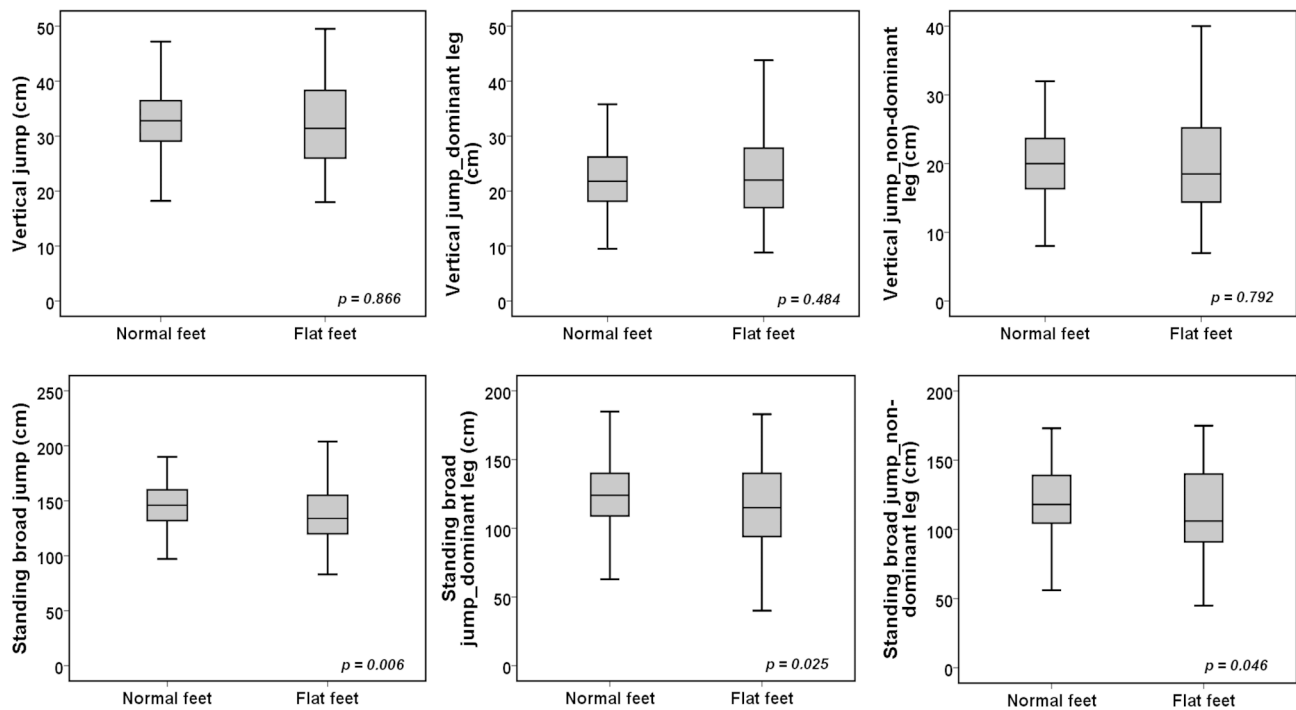 Vertical jump (cm)
50
40
30
20
10
0
p = 0.866
Normal feet
Flat feet
Vertical jump_dominant leg
(cm)
50
40
30
20
10
0
p = 0.484
Normal feet
Flat feet
Vertical jump_non-dominant
leg (cm)
40
30
20
10
0
p = 0.792
Normal feet
Flat feet
Standing broad jump (cm)
250
200
150
100
50
0
p = 0.006
Normal feet
Flat feet
Standing broad
jump_dominant leg (cm)
200
150
100
50
0
p = 0.025
Normal feet
Flat feet
Standing broad jump_non-
dominant leg (cm)
200
150
100
50
0
p = 0.046
Normal feet
Flat feet